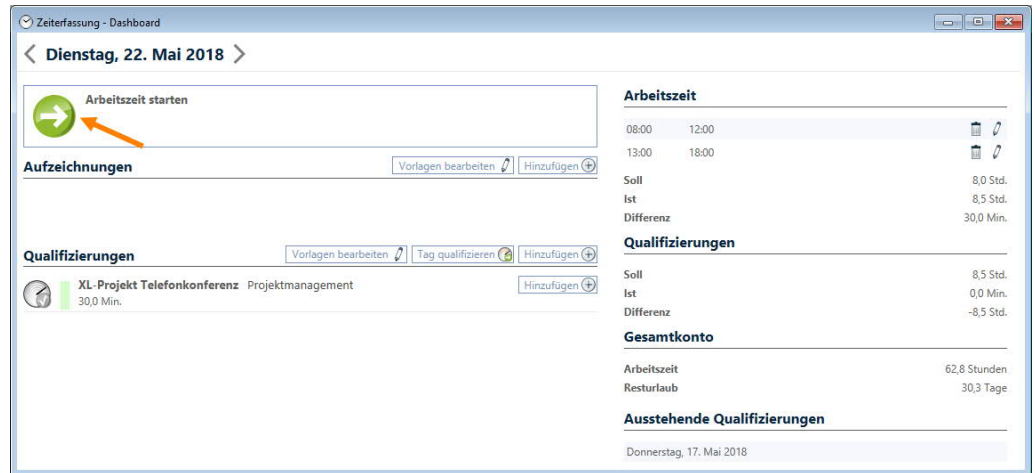 Zeiterfassung - Dashboard
Dienstag, 22. Mai 2018
Arbeitszeit starten
Aufzeichnungen
Vorlagen bearbeiten
Hinzufügen
Qualifizierungen
Vorlagen bearbeiten
Tag qualifizieren
Hinzufügen
XL-Projekt Telefonkonferenz Projektmanagement
Hinzufügen
30,0 Min.
Arbeitszeit
08:00 12:00
13:00 18:00
Soll 8,0 Std.
Ist 8,5 Std.
Differenz 30,0 Min.
Qualifizierungen
Soll 8,5 Std.
Ist 0,0 Min.
Differenz -8,5 Std.
Gesamtkonto
Arbeitszeit 62,8 Stunden
Resturlaub 30,3 Tage
Ausstehende Qualifizierungen
Donnerstag, 17. Mai 2018